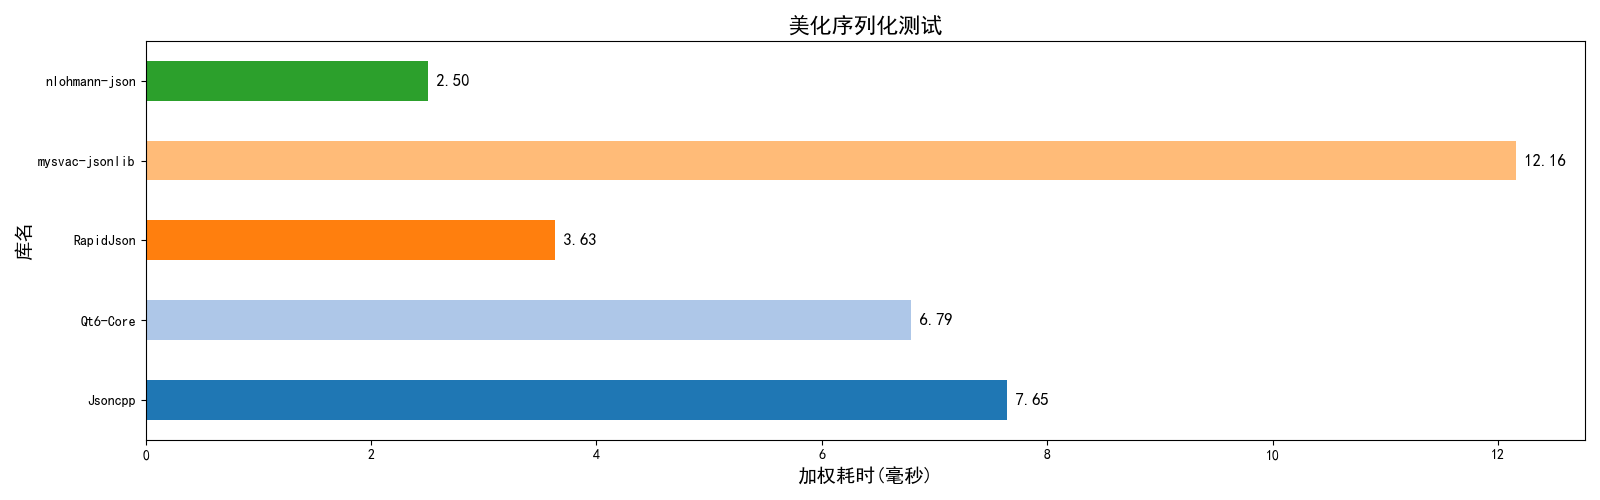 美化序列化测试
nlohmann-json
2.50
mysvac-jsonlib
12.16
库名
RapidJson
3.63
Qt6-Core
6.79
Jsoncpp
7.65
0 2 4 6 8 10 12
加权耗时(毫秒)